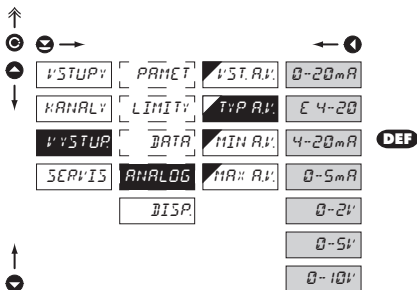 VSTUPY PAMET VST. A.V. 0-20mA
KANALY LIMITY TYP A.V. E 4-20
VYSTUP. DATA MIN A.V. 4-20mA DEF
SERVIS ANALOG MAX A.V. 0-5mA
DISP. 0-2V
0-5V
0-10V